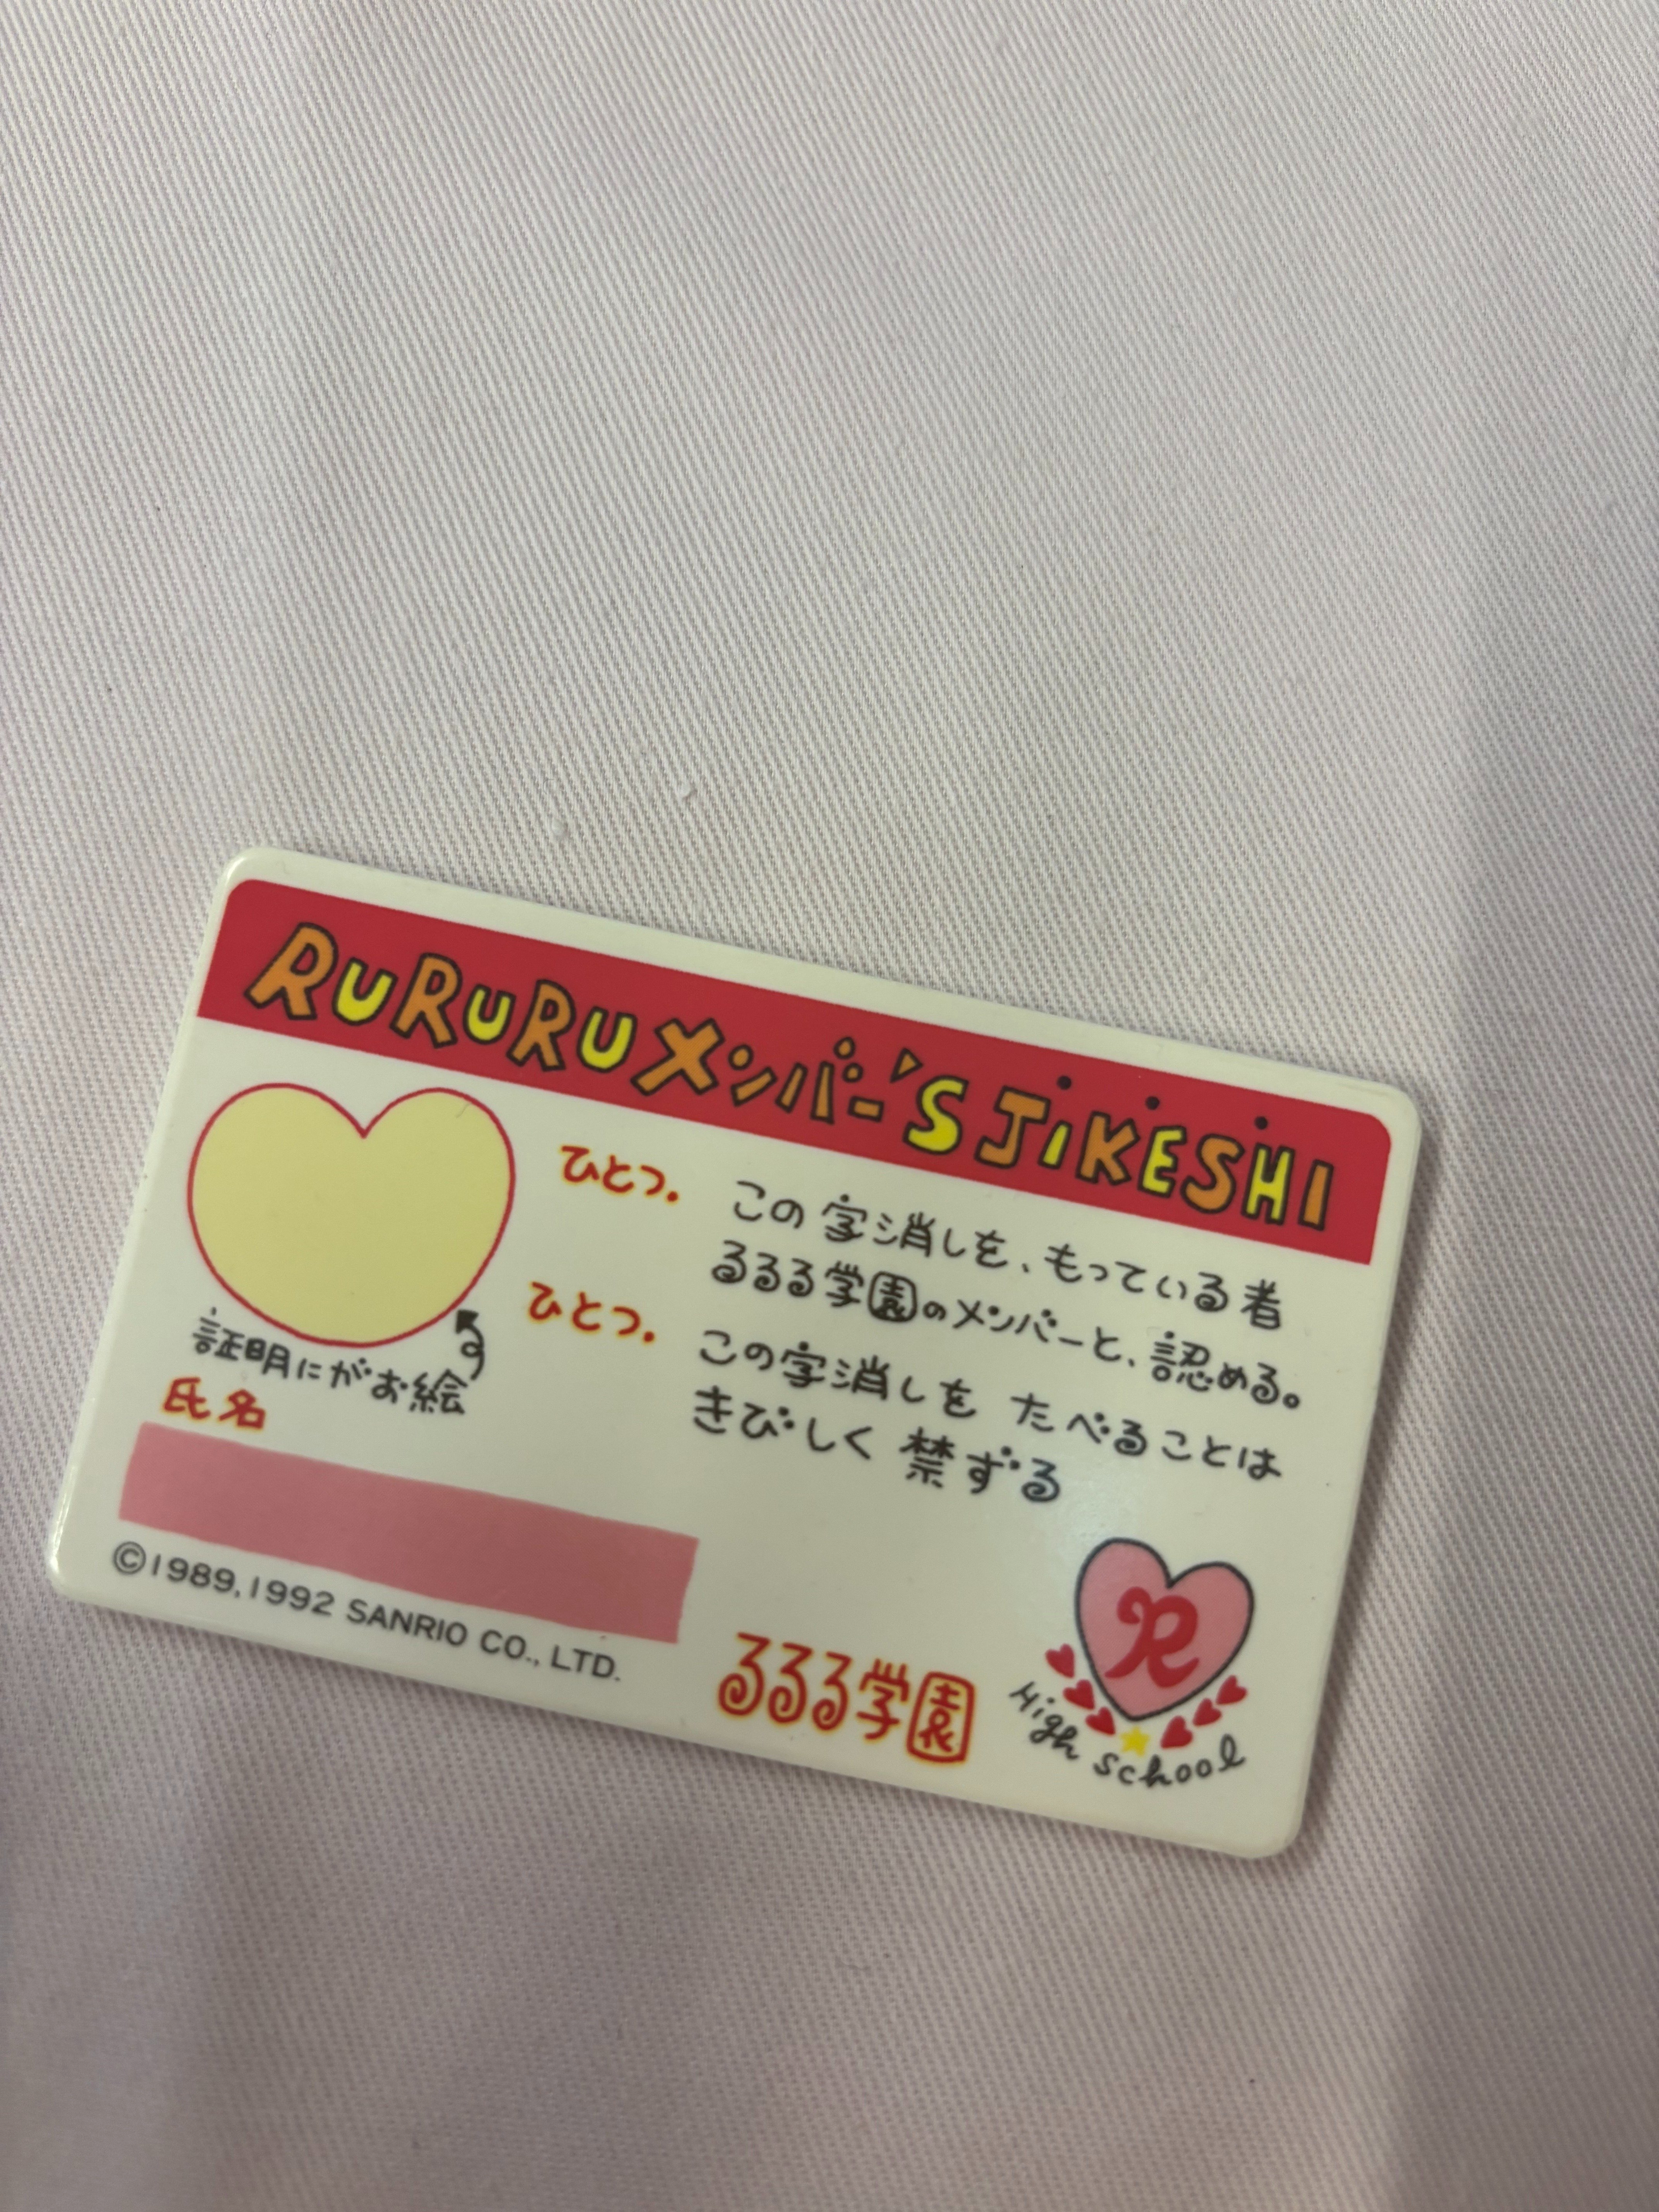 RURURUメンバー'S JIKESHI
ひとつ.
この字消しを、もっている者
るるる学園のメンバーと、認める。
ひとつ.
この字消しを たべることは
きびしく 禁ずる
証明にがお絵
氏名
©1989,1992 SANRIO CO., LTD.
るるる学園
R
High School